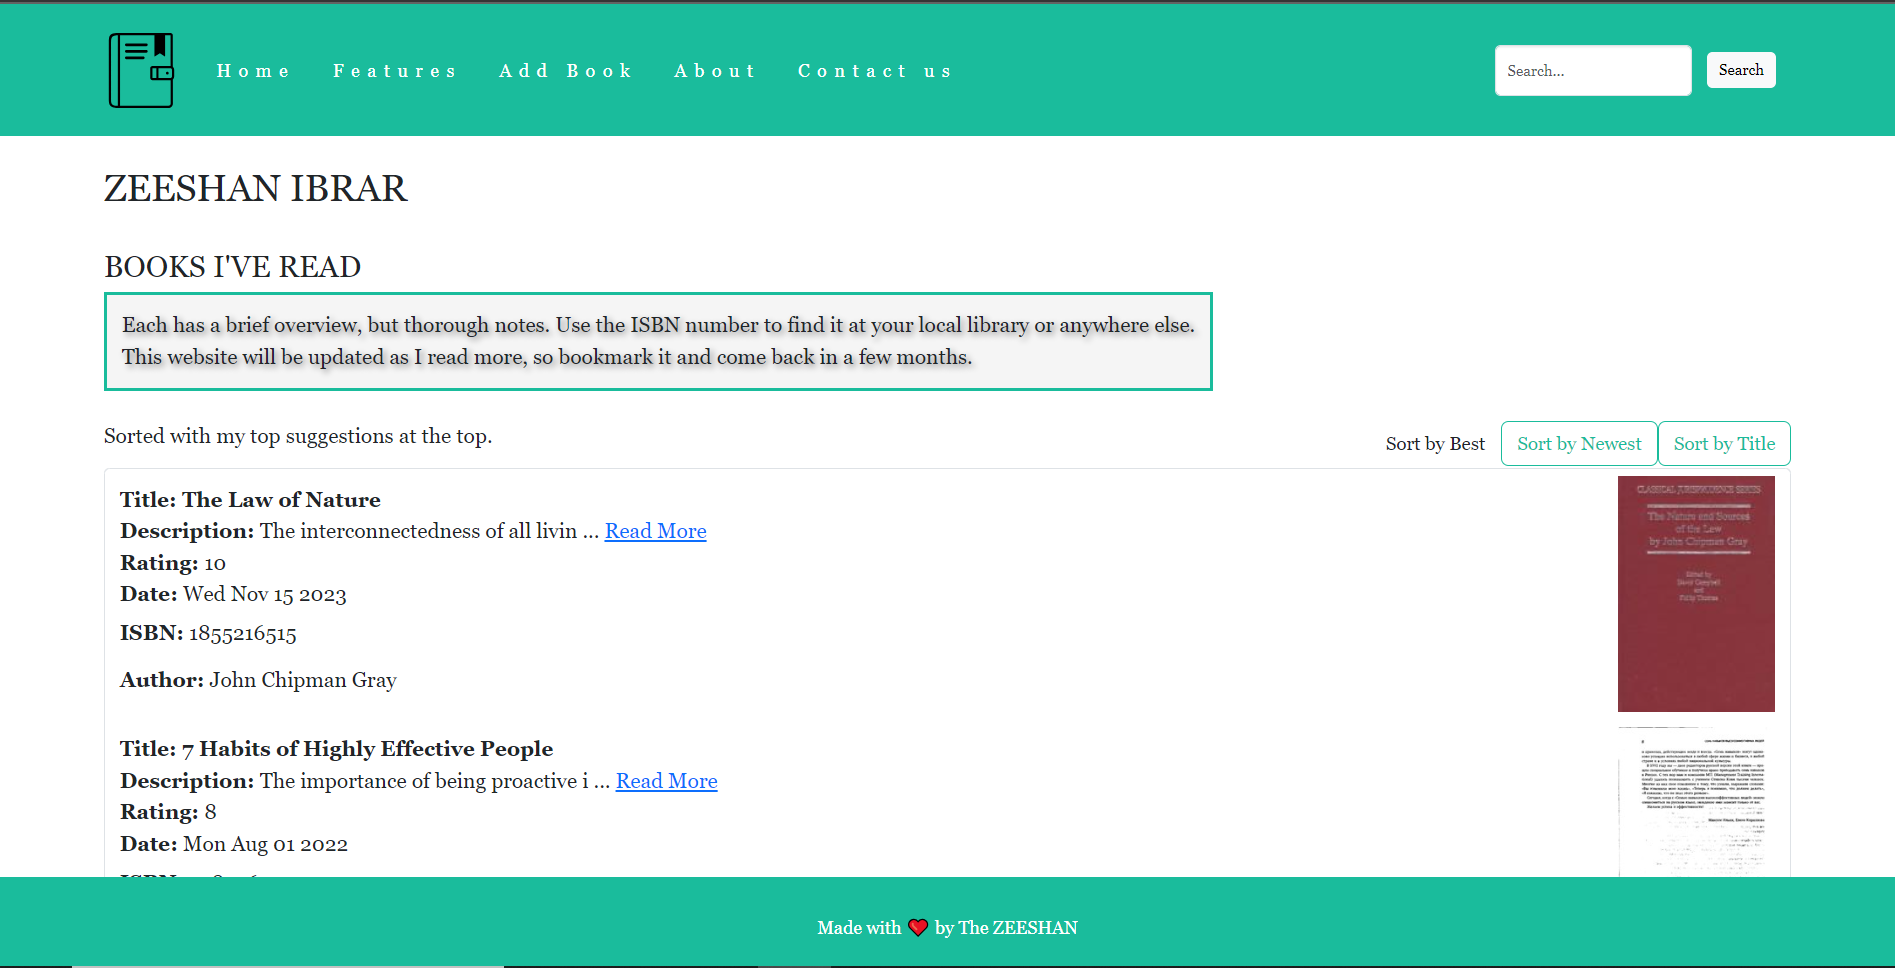 Home Features Add Book About Contact us Search... Search
ZEESHAN IBRAR
BOOKS I'VE READ
Each has a brief overview, but thorough notes. Use the ISBN number to find it at your local library or anywhere else.
This website will be updated as I read more, so bookmark it and come back in a few months.
Sorted with my top suggestions at the top.
Sort by Best Sort by Newest Sort by Title
Title: The Law of Nature
Description: The interconnectedness of all livin ... Read More
Rating: 10
Date: Wed Nov 15 2023
ISBN: 1855216515
Author: John Chipman Gray
CLASSICAL JURISPRUDENCE SERIES
The Nature and Sources
of the Law
by John Chipman Gray
Edited by
David Campbell
and
Philip Thomas
Title: 7 Habits of Highly Effective People
Description: The importance of being proactive i ... Read More
Rating: 8
Date: Mon Aug 01 2022
Made with ❤ by The ZEESHAN